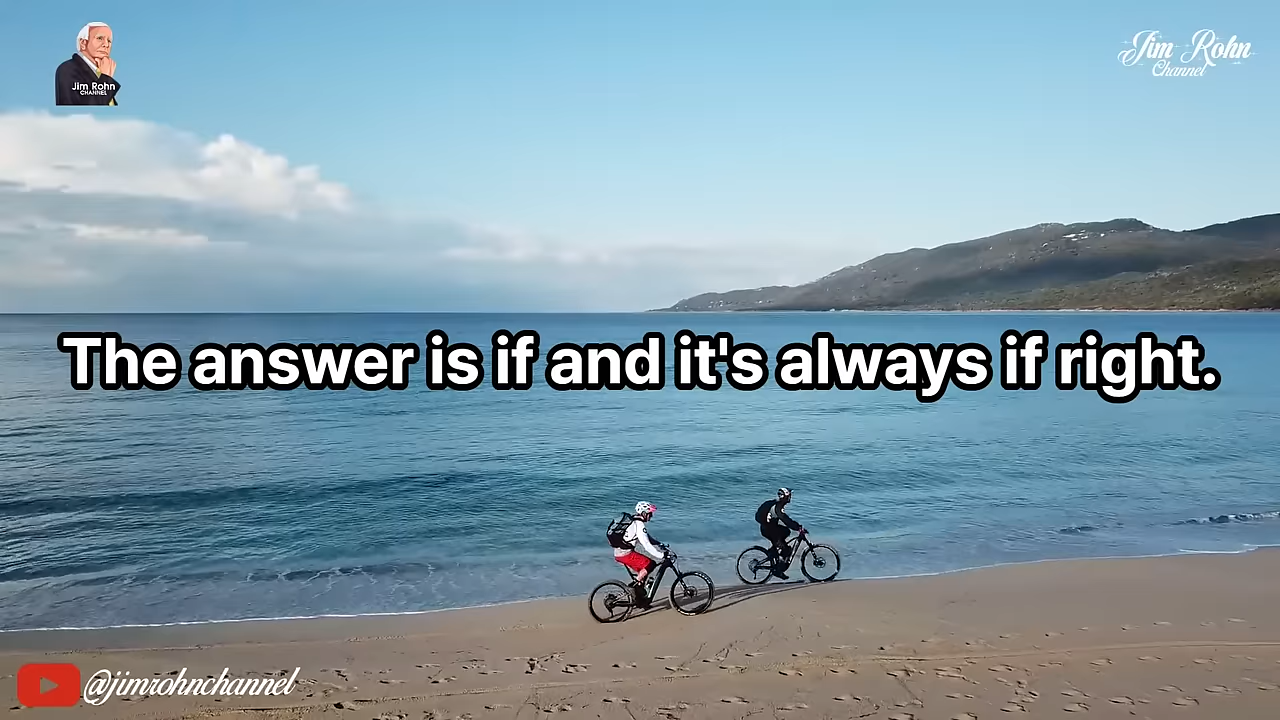 Jim Rohn
CHANNEL
Jim Rohn
Channel
The answer is if and it's always if right.
@jimrohnchannel